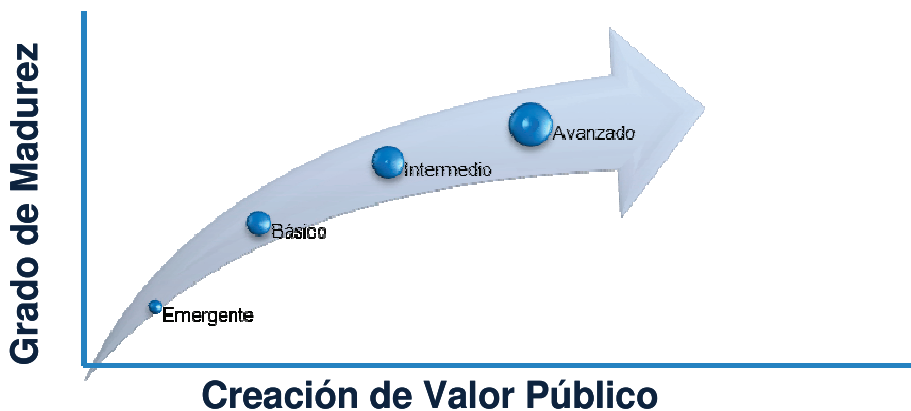 Grado de Madurez
Avanzado
Intermedio
Básico
Emergente
Creación de Valor Público